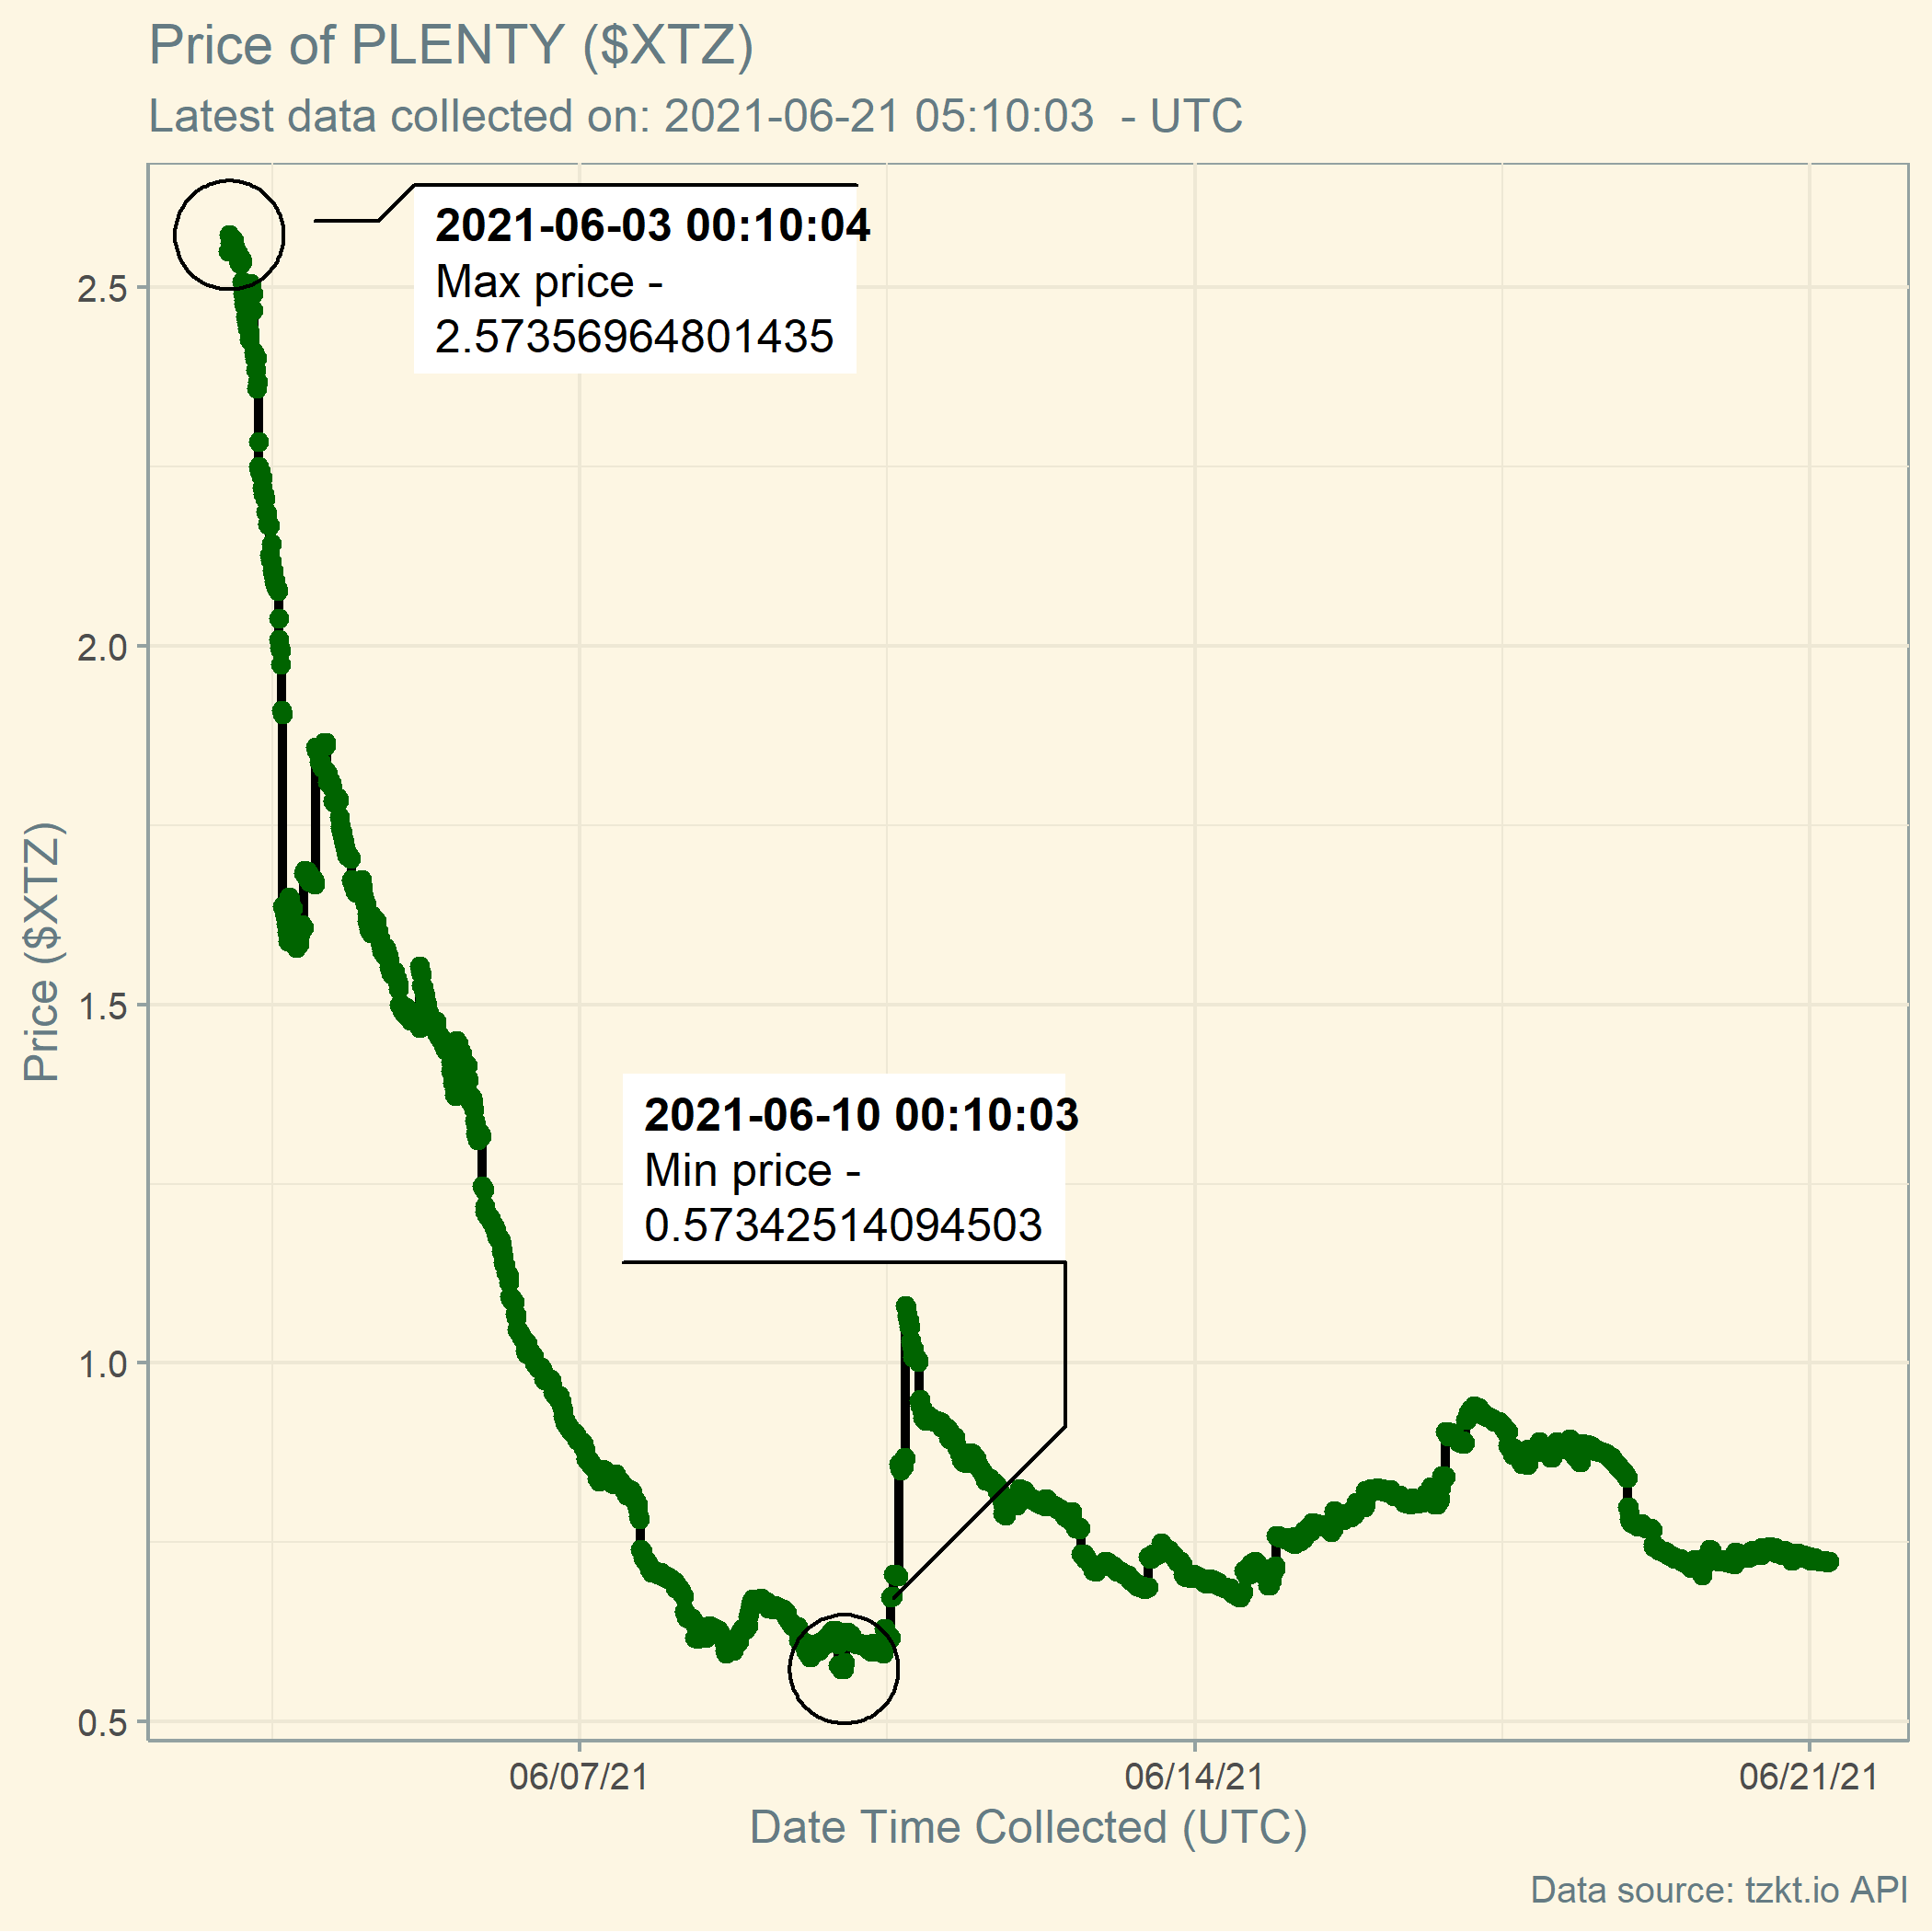 Price of PLENTY ($XTZ)
Latest data collected on: 2021-06-21 05:10:03  - UTC
2021-06-03 00:10:04
Max price -
2.57356964801435
2.5
2.0
Price ($XTZ)
1.5
2021-06-10 00:10:03
Min price -
0.57342514094503
1.0
0.5
06/07/21
06/14/21
06/21/21
Date Time Collected (UTC)
Data source: tzkt.io API